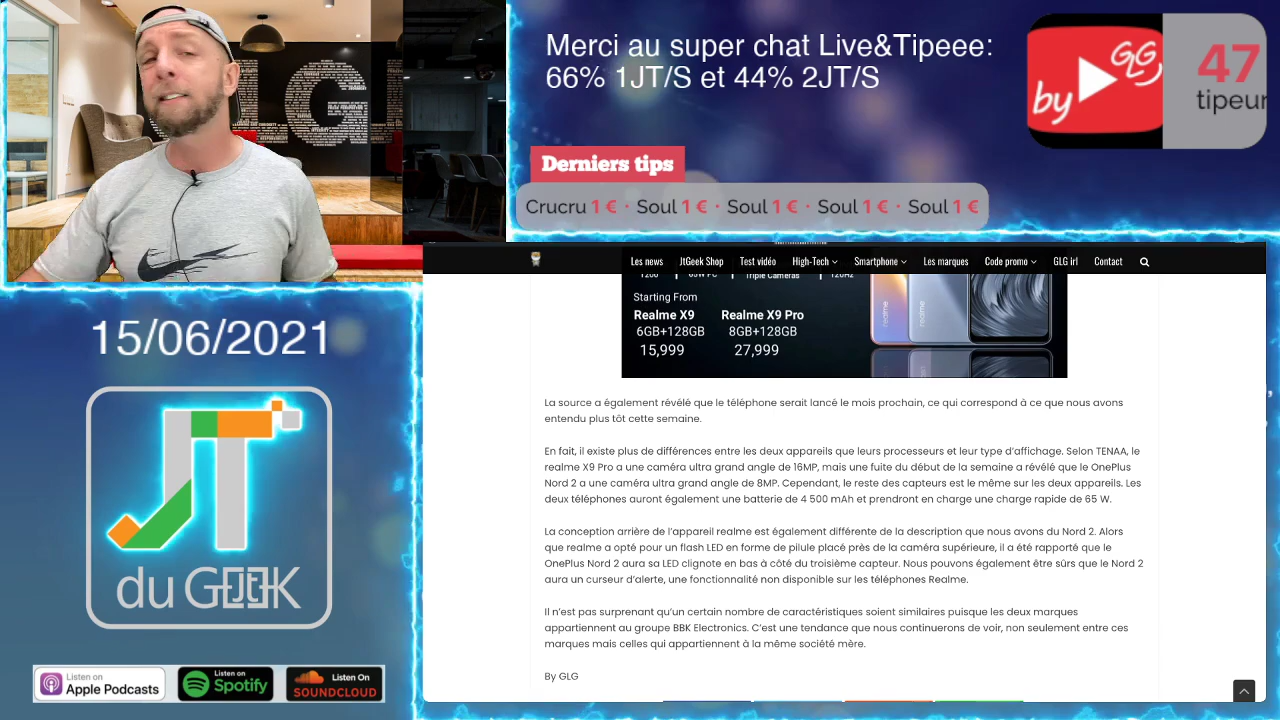 Merci au super chat Live&Tipeee:
66% 1JT/S et 44% 2JT/S
by GG
47
tipeur
Derniers tips
Crucru 1 € · Soul 1 € · Soul 1 € · Soul 1 € · Soul 1 €
Les news JtGeek Shop Test vidéo High-Tech Smartphone Les marques Code promo GLG irl Contact
Triple Cameras
Starting From
Realme X9 Realme X9 Pro
6GB+128GB 8GB+128GB
15,999 27,999
realme realme
La source a également révélé que le téléphone serait lancé le mois prochain, ce qui correspond à ce que nous avons
entendu plus tôt cette semaine.
En fait, il existe plus de différences entre les deux appareils que leurs processeurs et leur type d'affichage. Selon TENAA, le
realme X9 Pro a une caméra ultra grand angle de 16MP, mais une fuite du début de la semaine a révélé que le OnePlus
Nord 2 a une caméra ultra grand angle de 8MP. Cependant, le reste des capteurs est le même sur les deux appareils. Les
deux téléphones auront également une batterie de 4 500 mAh et prendront en charge une charge rapide de 65 W.
La conception arrière de l'appareil realme est également différente de la description que nous avons du Nord 2. Alors
que realme a opté pour un flash LED en forme de pilule placé près de la caméra supérieure, il a été rapporté que le
OnePlus Nord 2 aura sa LED clignote en bas à côté du troisième capteur. Nous pouvons également être sûrs que le Nord 2
aura un curseur d'alerte, une fonctionnalité non disponible sur les téléphones Realme.
Il n'est pas surprenant qu'un certain nombre de caractéristiques soient similaires puisque les deux marques
appartiennent au groupe BBK Electronics. C'est une tendance que nous continuerons de voir, non seulement entre ces
marques mais celles qui appartiennent à la même société mère.
By GLG
15/06/2021
JT
du GEEK
Listen on
Apple Podcasts
Listen on
Spotify
Listen On
SOUNDCLOUD